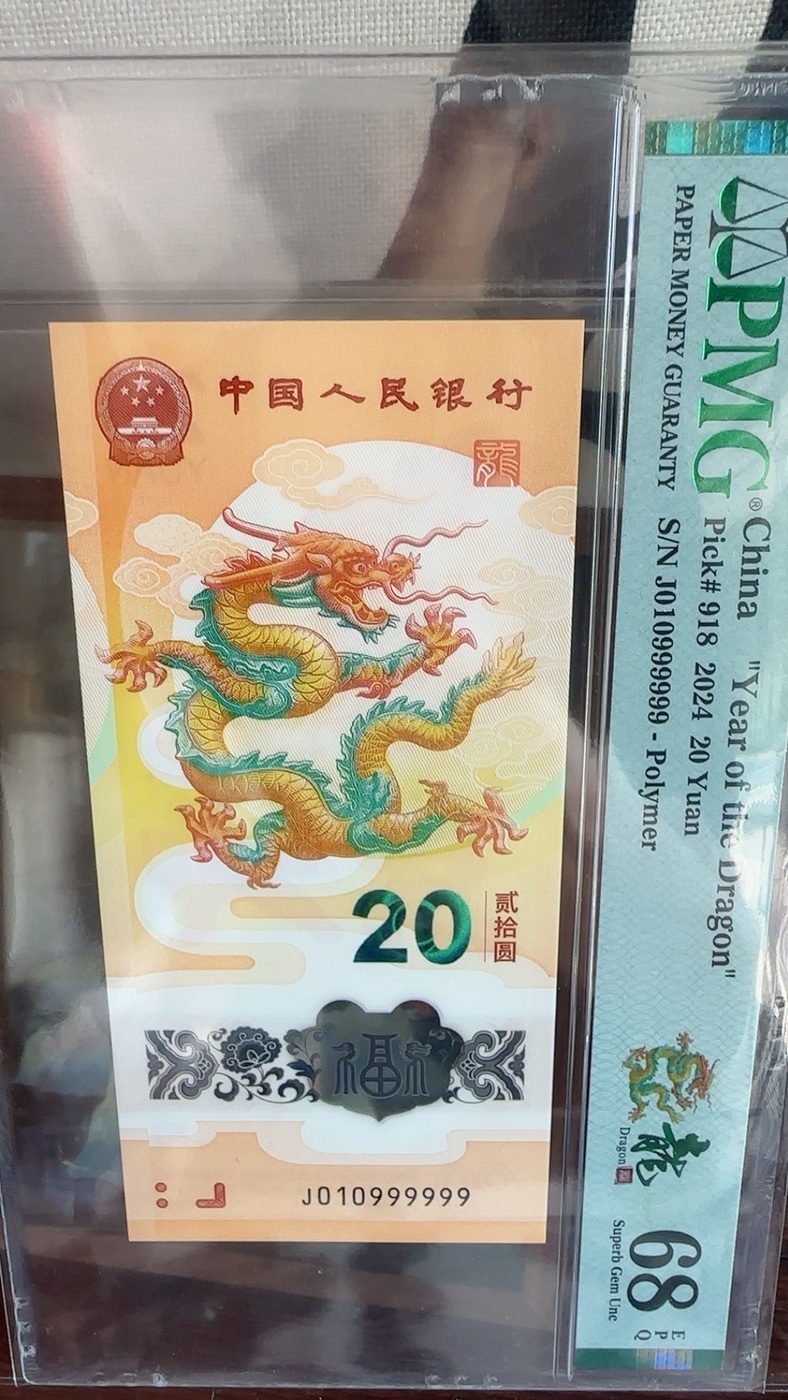 中国人民银行
龍
20
贰拾圆
福
J010999999
PMG®
PAPER MONEY GUARANTY
China "Year of the Dragon"
Pick# 918 2024 20 Yuan
S/N J010999999 - Polymer
龍
Dragon
68 EPQ
Superb Gem Unc